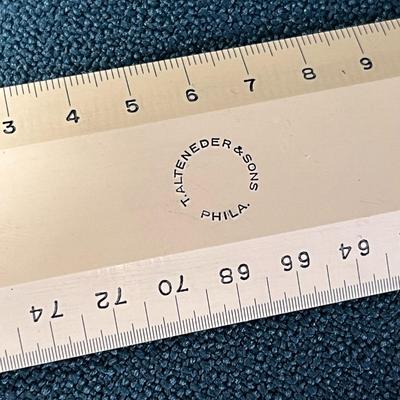 3 4 5 6 7 8 9
T. ALTENEDER & SONS
PHILA.
74 72 70 68 66 64